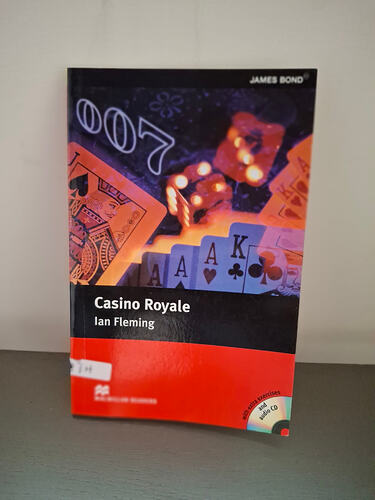 JAMES BOND®
007
A
A
A
K
Casino Royale
Ian Fleming
MACMILLAN READERS
with extra exercises
and
audio CD